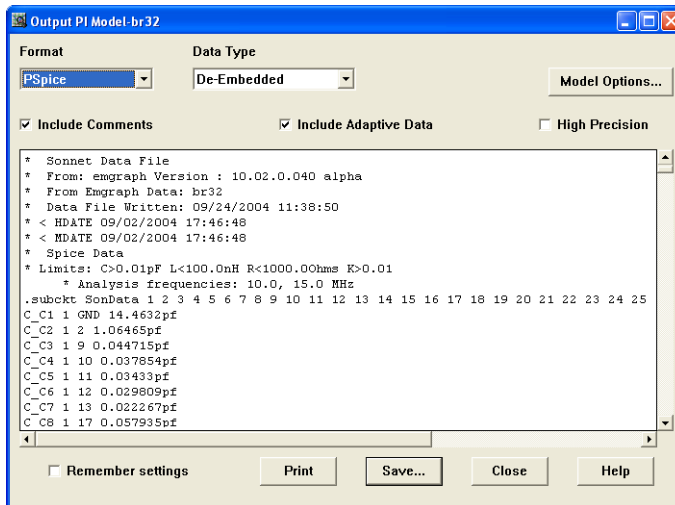 Output PI Model-br32
Format
Data Type
PSpice
De-Embedded
Model Options...
Include Comments
Include Adaptive Data
High Precision
* Sonnet Data File
* From: emgraph Version : 10.02.0.040 alpha
* From Emgraph Data: br32
* Data File Written: 09/24/2004 11:38:50
* < HDATE 09/02/2004 17:46:48
* < MDATE 09/02/2004 17:46:48
* Spice Data
* Limits: C>0.01pF L<100.0nH R<1000.0Ohms K>0.01
* Analysis frequencies: 10.0, 15.0 MHz
.subckt SonData 1 2 3 4 5 6 7 8 9 10 11 12 13 14 15 16 17 18 19 20 21 22 23 24 25
C_C1 1 GND 14.4632pf
C_C2 1 2 1.06465pf
C_C3 1 9 0.044715pf
C_C4 1 10 0.037854pf
C_C5 1 11 0.03433pf
C_C6 1 12 0.029809pf
C_C7 1 13 0.022267pf
C_C8 1 17 0.057935pf
Remember settings
Print
Save...
Close
Help